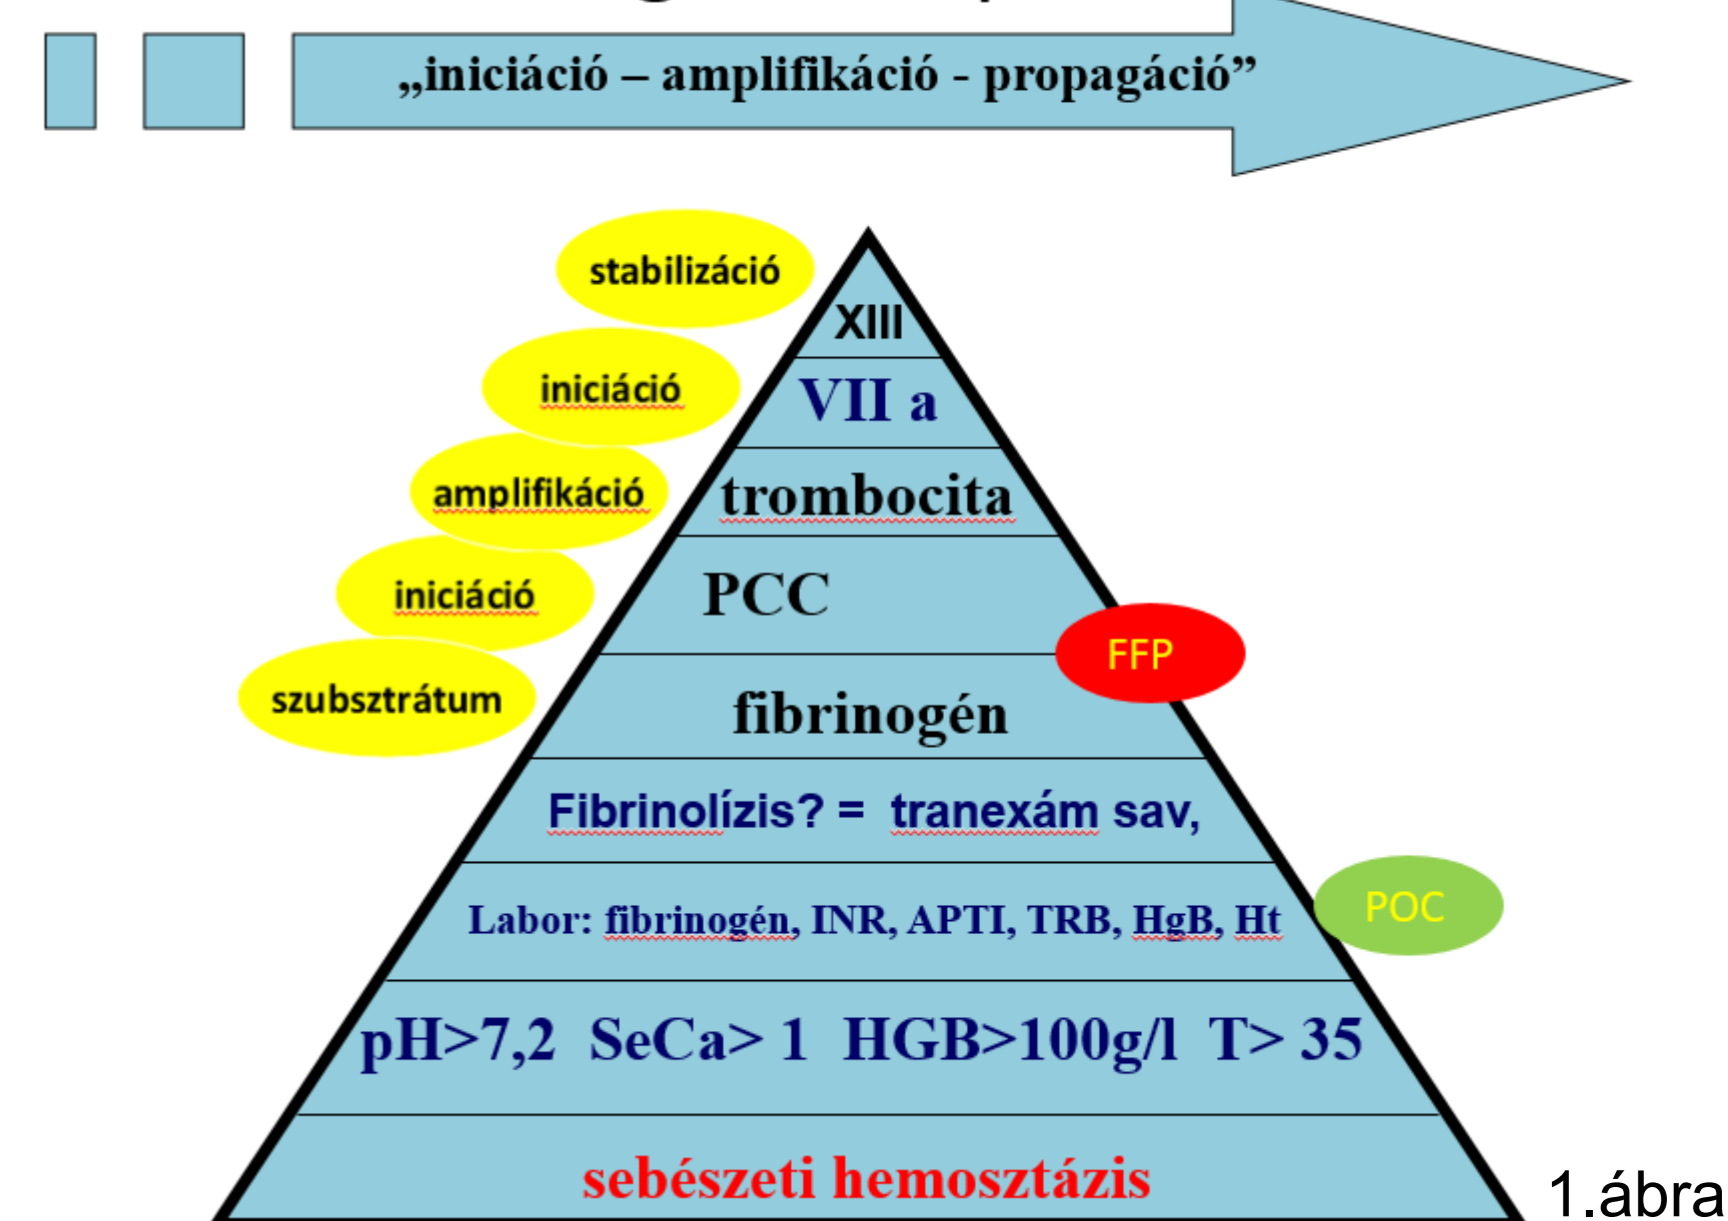 „iniciáció – amplifikáció - propagáció”
stabilizáció
XIII
iniciáció
VII a
amplifikáció
trombocita
iniciáció
PCC
FFP
szubsztrátum
fibrinogén
Fibrinolízis? = tranexám sav,
Labor: fibrinogén, INR, APTI, TRB, HgB, Ht
POC
pH>7,2 SeCa> 1 HGB>100g/l T> 35
sebészeti hemosztázis
1.ábra